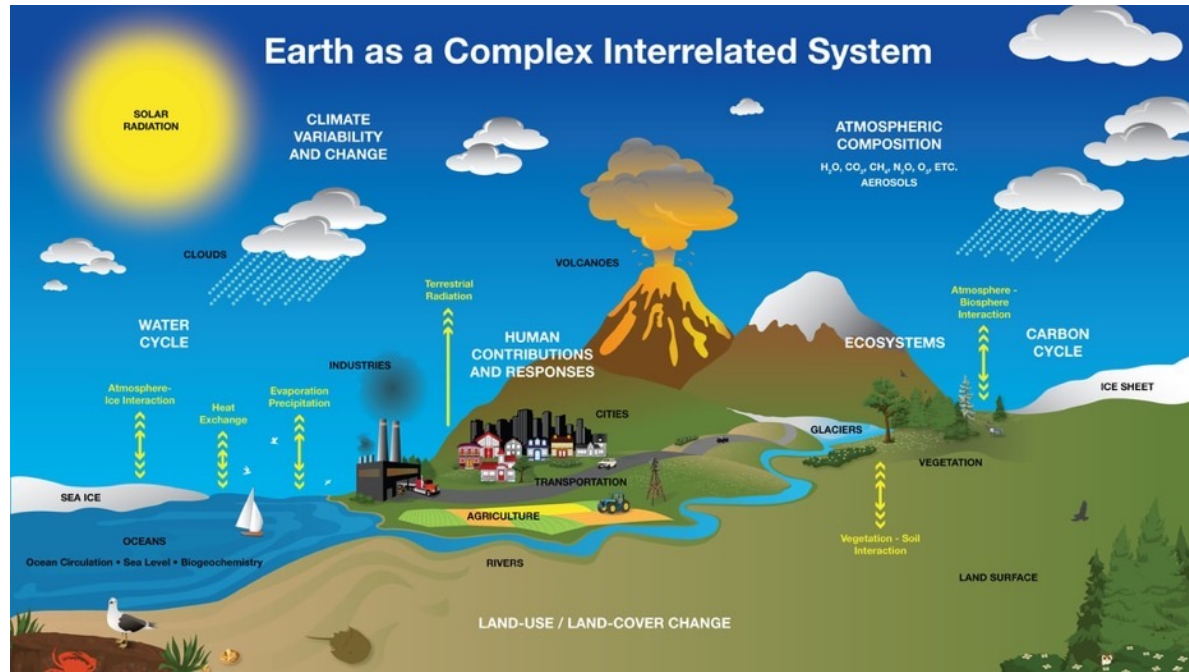 Earth as a Complex Interrelated System
SOLAR
RADIATION
CLIMATE
VARIABILITY
AND CHANGE
ATMOSPHERIC
COMPOSITION
H₂O, CO₂, CH₄, N₂O, O₃, ETC.
AEROSOLS
CLOUDS
VOLCANOES
Terrestrial
Radiation
Atmosphere -
Biosphere
Interaction
WATER
CYCLE
HUMAN
CONTRIBUTIONS
AND RESPONSES
ECOSYSTEMS
CARBON
CYCLE
INDUSTRIES
Atmosphere-
Ice Interaction
Heat
Exchange
Evaporation
Precipitation
ICE SHEET
CITIES
GLACIERS
VEGETATION
TRANSPORTATION
SEA ICE
AGRICULTURE
OCEANS
Ocean Circulation • Sea Level • Biogeochemistry
RIVERS
Vegetation - Soil
Interaction
LAND SURFACE
LAND-USE / LAND-COVER CHANGE